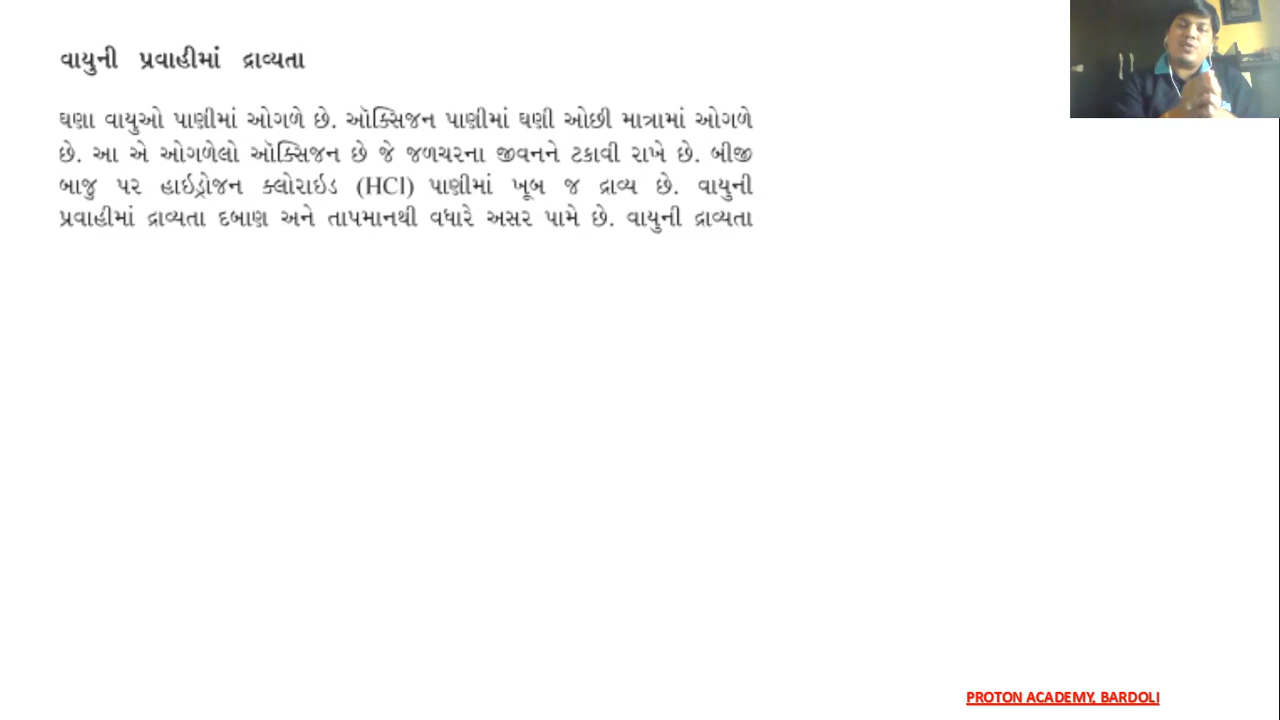 વાયુની પ્રવાહીમાં દ્રાવ્યતા
ઘણા વાયુઓ પાણીમાં ઓગળે છે. ઑક્સિજન પાણીમાં ઘણી ઓછી માત્રામાં ઓગળે
છે. આ એ ઓગળેલો ઑક્સિજન છે જે જળચરના જીવનને ટકાવી રાખે છે. બીજી
બાજુ પર હાઇડ્રોજન ક્લોરાઇડ (HCl) પાણીમાં ખૂબ જ દ્રાવ્ય છે. વાયુની
પ્રવાહીમાં દ્રાવ્યતા દબાણ અને તાપમાનથી વધારે અસર પામે છે. વાયુની દ્રાવ્યતા
PROTON ACADEMY, BARDOLI